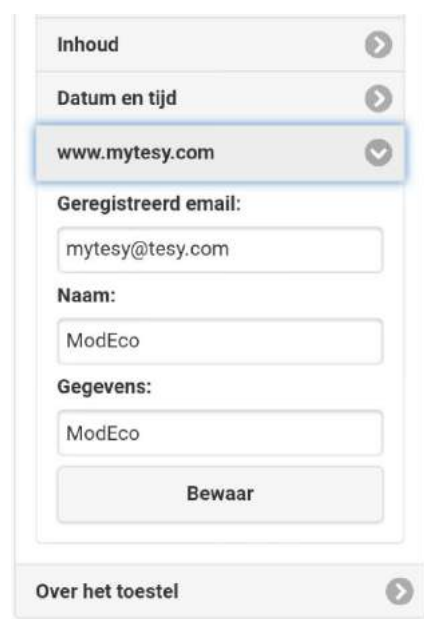 Inhoud
Datum en tijd
www.mytesy.com
Geregistreerd email:
mytesy@tesy.com
Naam:
ModEco
Gegevens:
ModEco
Bewaar
Over het toestel